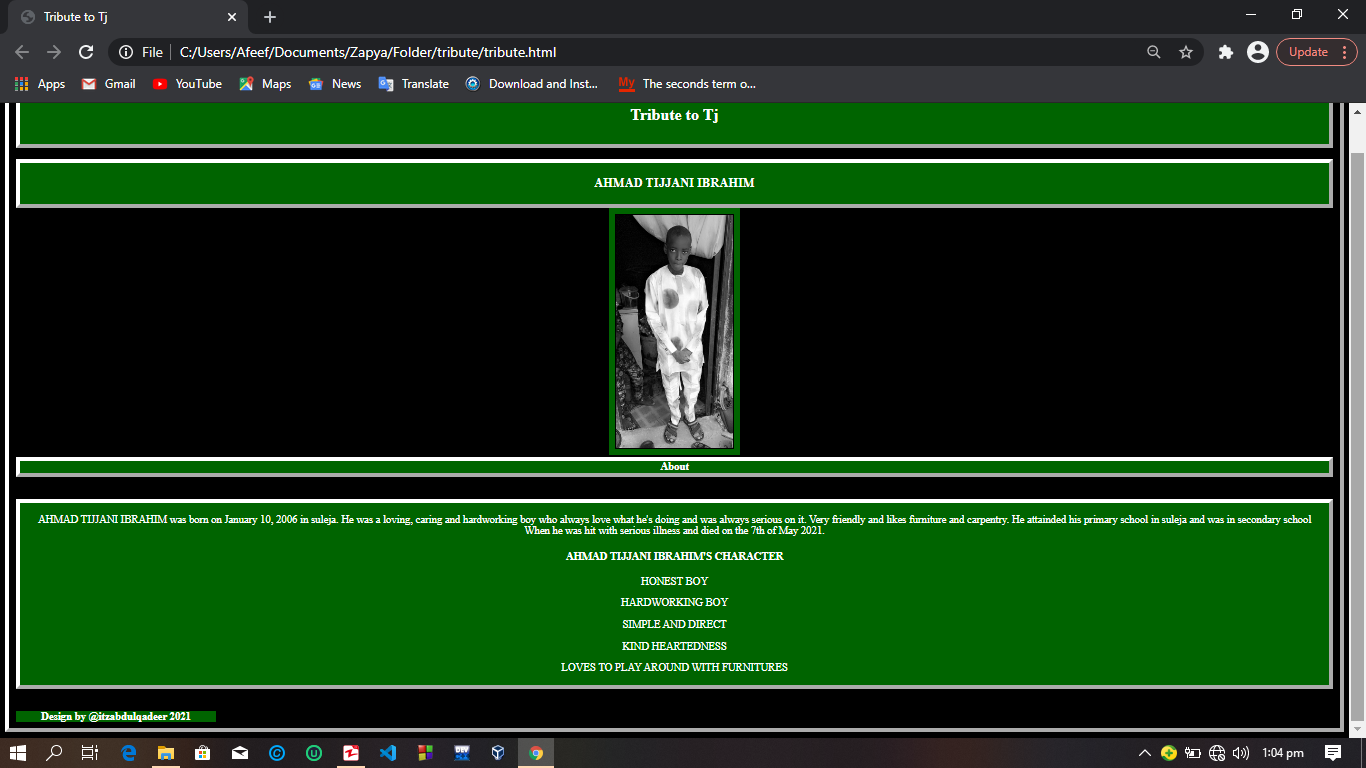 Tribute to Tj
File C:/Users/Afeef/Documents/Zapya/Folder/tribute/tribute.html Update
Apps Gmail YouTube Maps News Translate Download and Inst... The seconds term o...
Tribute to Tj
AHMAD TIJJANI IBRAHIM
About
AHMAD TIJJANI IBRAHIM was born on January 10, 2006 in suleja. He was a loving, caring and hardworking boy who always love what he's doing and was always serious on it. Very friendly and likes furniture and carpentry. He attainded his primary school in suleja and was in secondary school
When he was hit with serious illness and died on the 7th of May 2021.
AHMAD TIJJANI IBRAHIM'S CHARACTER
HONEST BOY
HARDWORKING BOY
SIMPLE AND DIRECT
KIND HEARTEDNESS
LOVES TO PLAY AROUND WITH FURNITURES
Design by @itzabdulqadeer 2021
1:04 pm